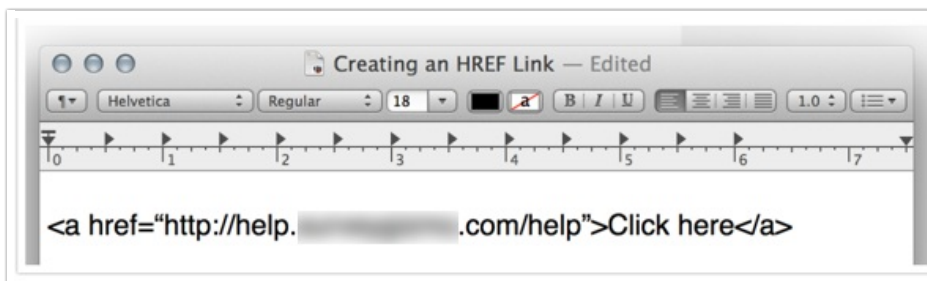 Creating an HREF Link — Edited
Helvetica Regular 18 a B I U 1.0
0 1 2 3 4 5 6 7
<a href=“http://help. .com/help”>Click here</a>